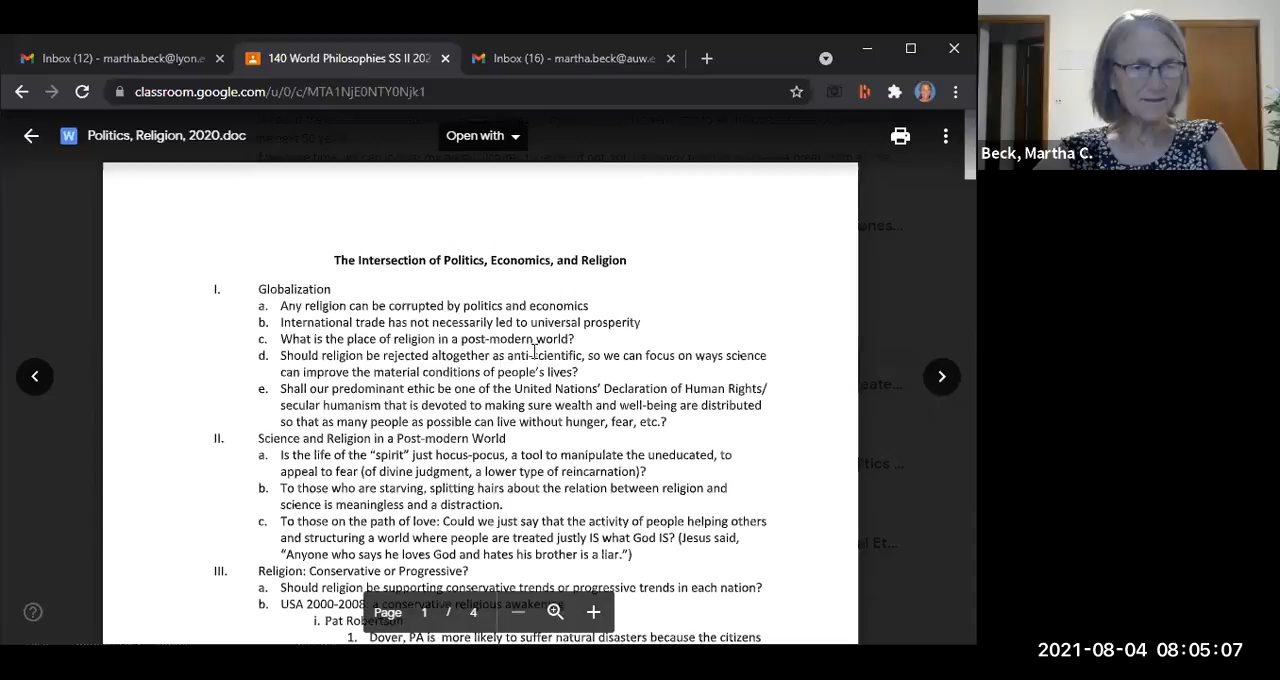 Inbox (12) - martha.beck@lyon.e
140 World Philosophies SS II 202
Inbox (16) - martha.beck@auw.e
classroom.google.com/u/0/c/MTA1NjE0NTY0Njk1
Politics, Religion, 2020.doc
Open with
Beck, Martha C.
The Intersection of Politics, Economics, and Religion
I. Globalization
a. Any religion can be corrupted by politics and economics
b. International trade has not necessarily led to universal prosperity
c. What is the place of religion in a post-modern world?
d. Should religion be rejected altogether as anti-scientific, so we can focus on ways science
can improve the material conditions of people's lives?
e. Shall our predominant ethic be one of the United Nations' Declaration of Human Rights/
secular humanism that is devoted to making sure wealth and well-being are distributed
so that as many people as possible can live without hunger, fear, etc.?
II. Science and Religion in a Post-modern World
a. Is the life of the "spirit" just hocus-pocus, a tool to manipulate the uneducated, to
appeal to fear (of divine judgment, a lower type of reincarnation)?
b. To those who are starving, splitting hairs about the relation between religion and
science is meaningless and a distraction.
c. To those on the path of love: Could we just say that the activity of people helping others
and structuring a world where people are treated justly IS what God IS? (Jesus said,
"Anyone who says he loves God and hates his brother is a liar.")
III. Religion: Conservative or Progressive?
a. Should religion be supporting conservative trends or progressive trends in each nation?
b. USA 2000-2008: a conservative religious awakening
i. Pat Robertson
1. Dover, PA is more likely to suffer natural disasters because the citizens
Page 1 / 4
2021-08-04 08:05:07